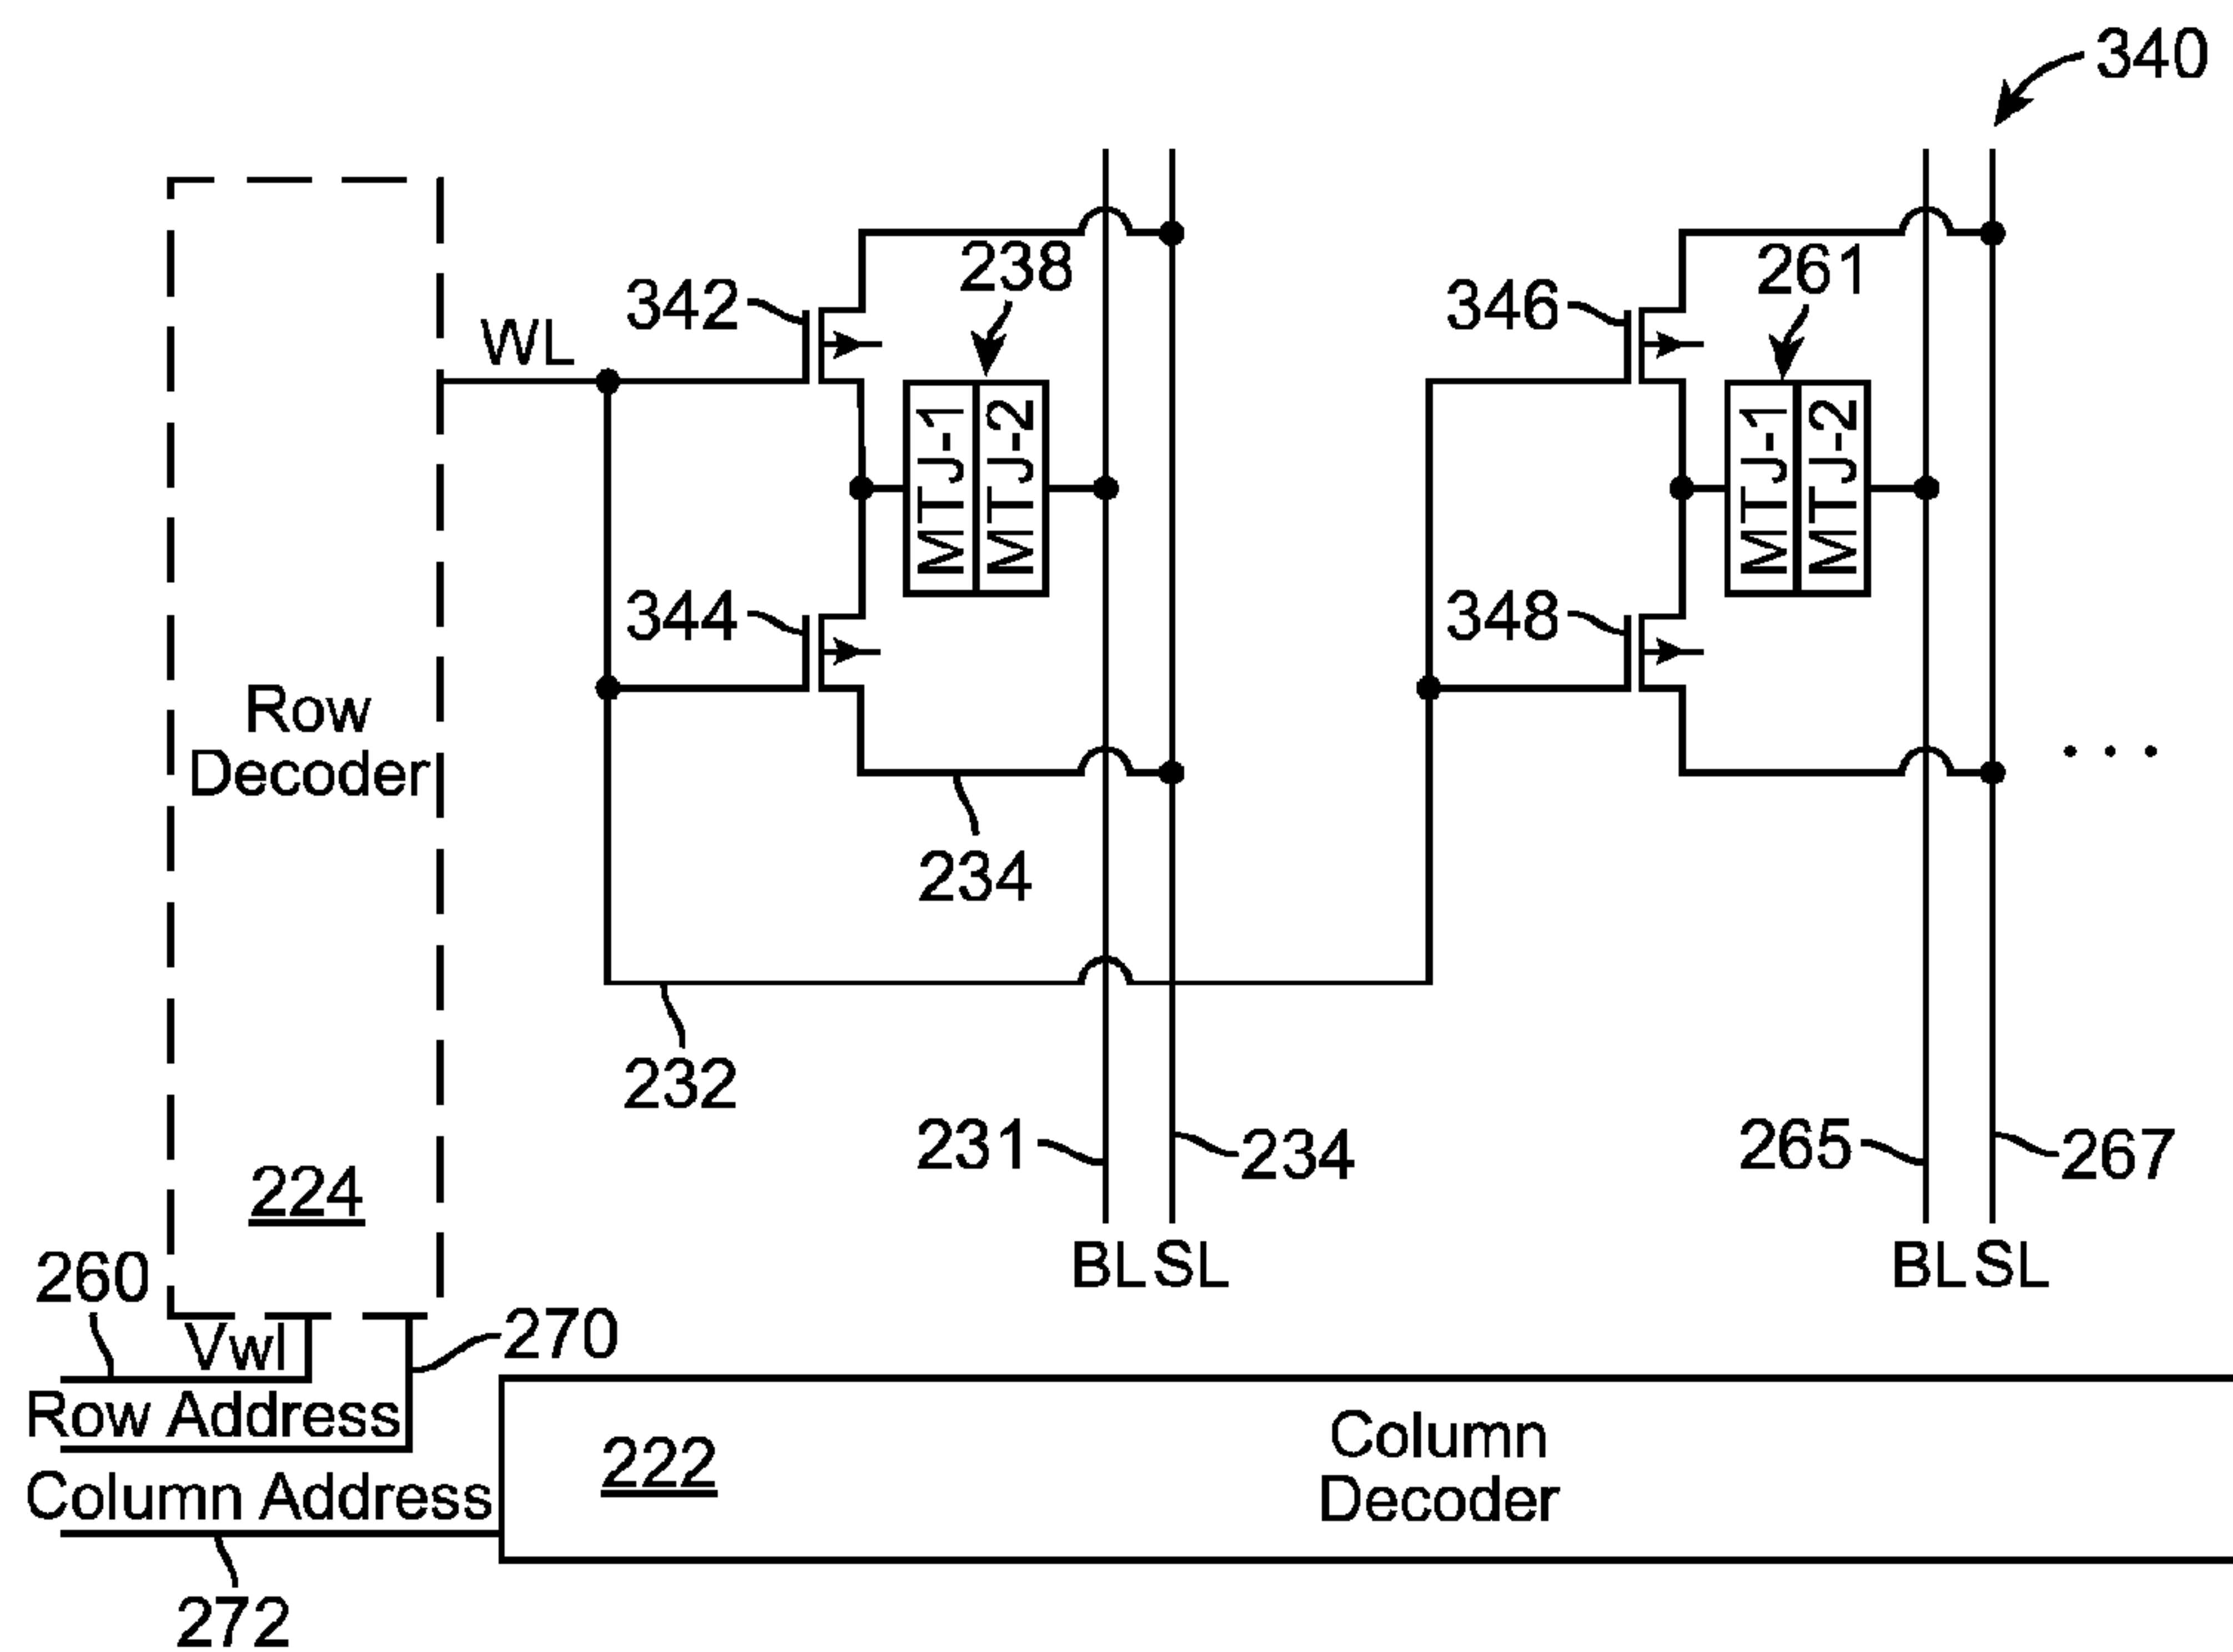 340
238
261
342
346
WL
MTJ-1
MTJ-2
MTJ-1
MTJ-2
344
348
Row
Decoder
. . .
234
232
231
234
265
267
224
BL
SL
BL
SL
260
Vwl
270
Row Address
Column Address
222
Column
Decoder
272